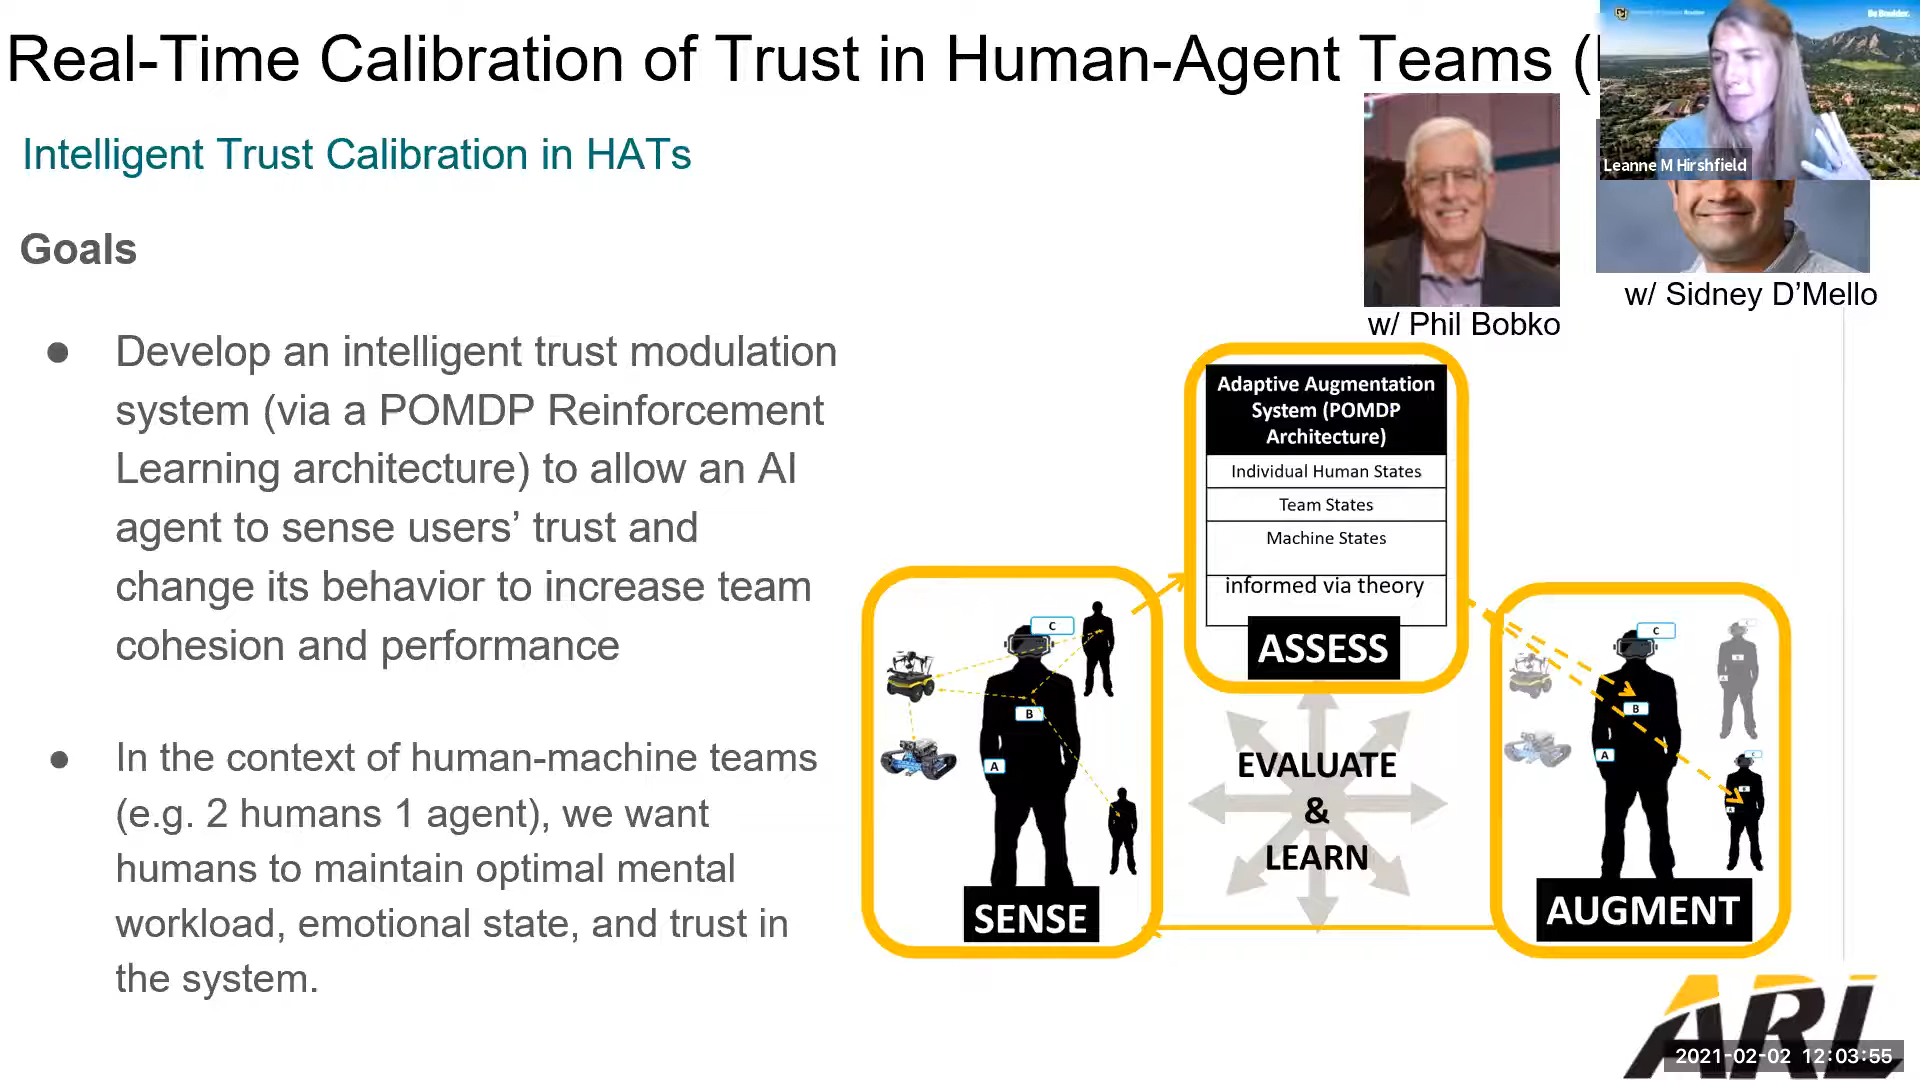 Real-Time Calibration of Trust in Human-Agent Teams (
Intelligent Trust Calibration in HATs
Goals
● Develop an intelligent trust modulation
system (via a POMDP Reinforcement
Learning architecture) to allow an AI
agent to sense users’ trust and
change its behavior to increase team
cohesion and performance
● In the context of human-machine teams
(e.g. 2 humans 1 agent), we want
humans to maintain optimal mental
workload, emotional state, and trust in
the system.
w/ Phil Bobko
Be Boulder.
Leanne M Hirshfield
w/ Sidney D’Mello
Adaptive Augmentation
System (POMDP
Architecture)
Individual Human States
Team States
Machine States
informed via theory
ASSESS
C
B
A
SENSE
EVALUATE
&
LEARN
C
B
A
AUGMENT
ARL
2021-02-02 12:03:55